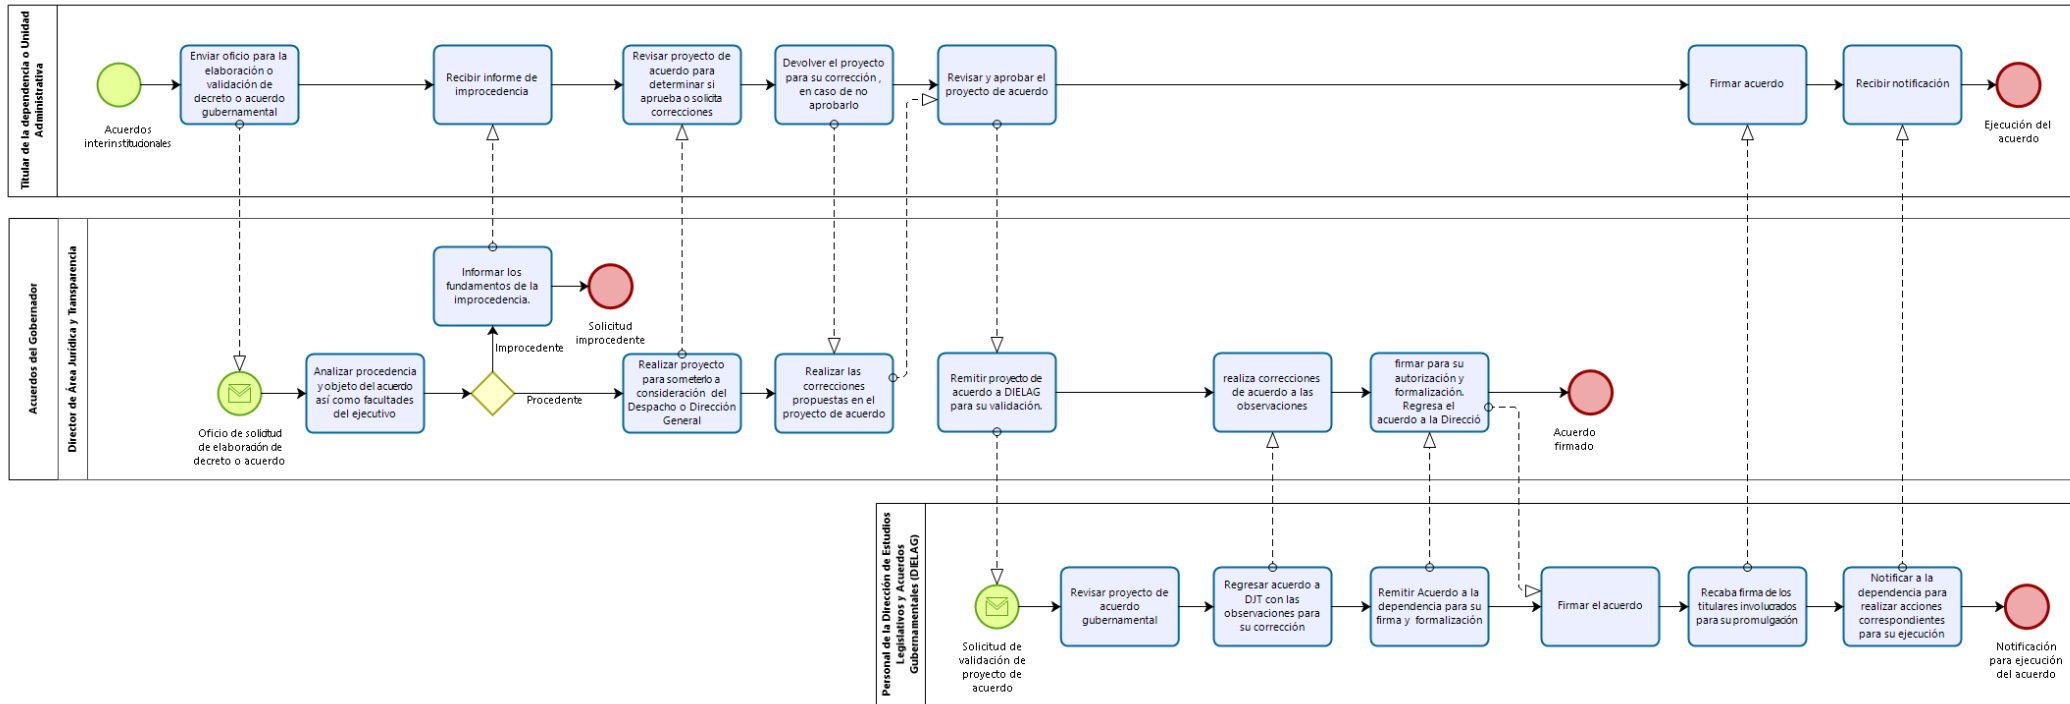 Titular de la dependencia o Unidad
Administrativa
Acuerdos
interinstitucionales
Enviar oficio para la
elaboración o
validación de
decreto o acuerdo
gubernamental
Recibir informe de
improcedencia
Revisar proyecto de
acuerdo para
determinar si
aprueba o solicita
correcciones
Devolver el proyecto
para su corrección ,
en caso de no
aprobarlo
Revisar y aprobar el
proyecto de acuerdo
Firmar acuerdo
Recibir notificación
Ejecución del
acuerdo
Acuerdos del Gobernador
Director de Área Jurídica y Transparencia
Oficio de solicitud
de elaboración de
decreto o acuerdo
Analizar procedencia
y objeto del acuerdo
así como facultades
del ejecutivo
Informar los
fundamentos de la
improcedencia.
Solicitud
improcedente
Improcedente
Procedente
Realizar proyecto
para someterlo a
consideración del
Despacho o Dirección
General
Realizar las
correcciones
propuestas en el
proyecto de acuerdo
Remitir proyecto de
acuerdo a DIELAG
para su validación.
realiza correcciones
de acuerdo a las
observaciones
firmar para su
autorización y
formalización.
Regresa el
acuerdo a la Direcció
Acuerdo
firmado
Personal de la Dirección de Estudios
Legislativos y Acuerdos
Gubernamentales (DIELAG)
Solicitud de
validación de
proyecto de
acuerdo
Revisar proyecto de
acuerdo
gubernamental
Regresar acuerdo a
DJT con las
observaciones para
su corrección
Remitir Acuerdo a la
dependencia para su
firma y formalización
Firmar el acuerdo
Recaba firma de los
titulares involucrados
para su promulgación
Notificar a la
dependencia para
realizar acciones
correspondientes
para su ejecución
Notificación
para ejecución
del acuerdo